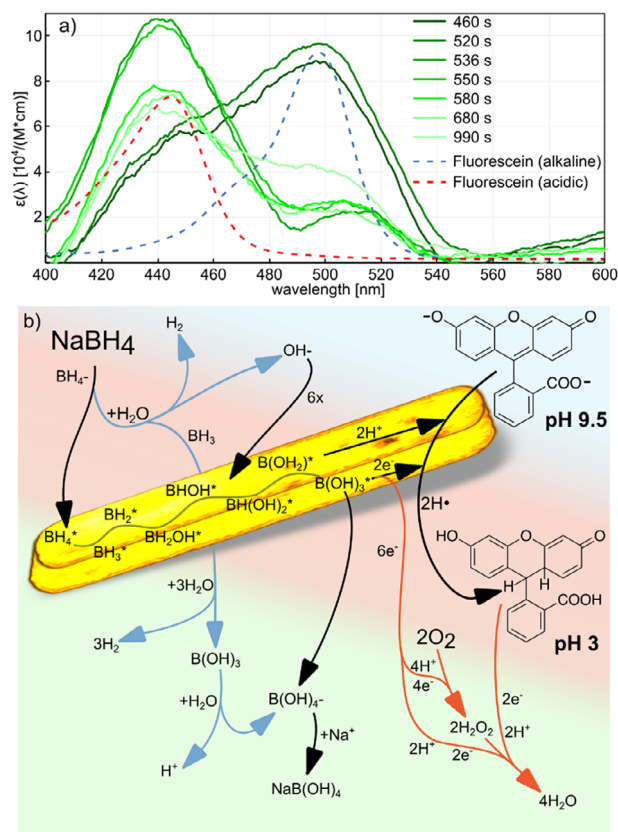 a)
ε(λ) [10⁴/(M*cm)]
10
8
6
4
2
400 420 440 460 480 500 520 540 560 580 600
wavelength [nm]
460 s
520 s
536 s
550 s
580 s
680 s
990 s
Fluorescein (alkaline)
Fluorescein (acidic)
b)
NaBH4
H₂
BH₄-
+H₂O
OH-
6x
BH₃
-O
O
O
COO-
pH 9.5
2H⁺
2e-
B(OH₂)*
B(OH)₃*
BHOH*
BH(OH)₂*
BH₂*
BH₂OH*
BH₄*
BH₃*
2H•
6e-
HO
O
O
H
H
COOH
pH 3
+3H₂O
3H₂
B(OH)₃
+H₂O
H⁺
B(OH)₄-
+Na⁺
NaB(OH)₄
2O₂
4H⁺
4e-
2H₂O₂
2e-
2H⁺
2H⁺
2e-
4H₂O